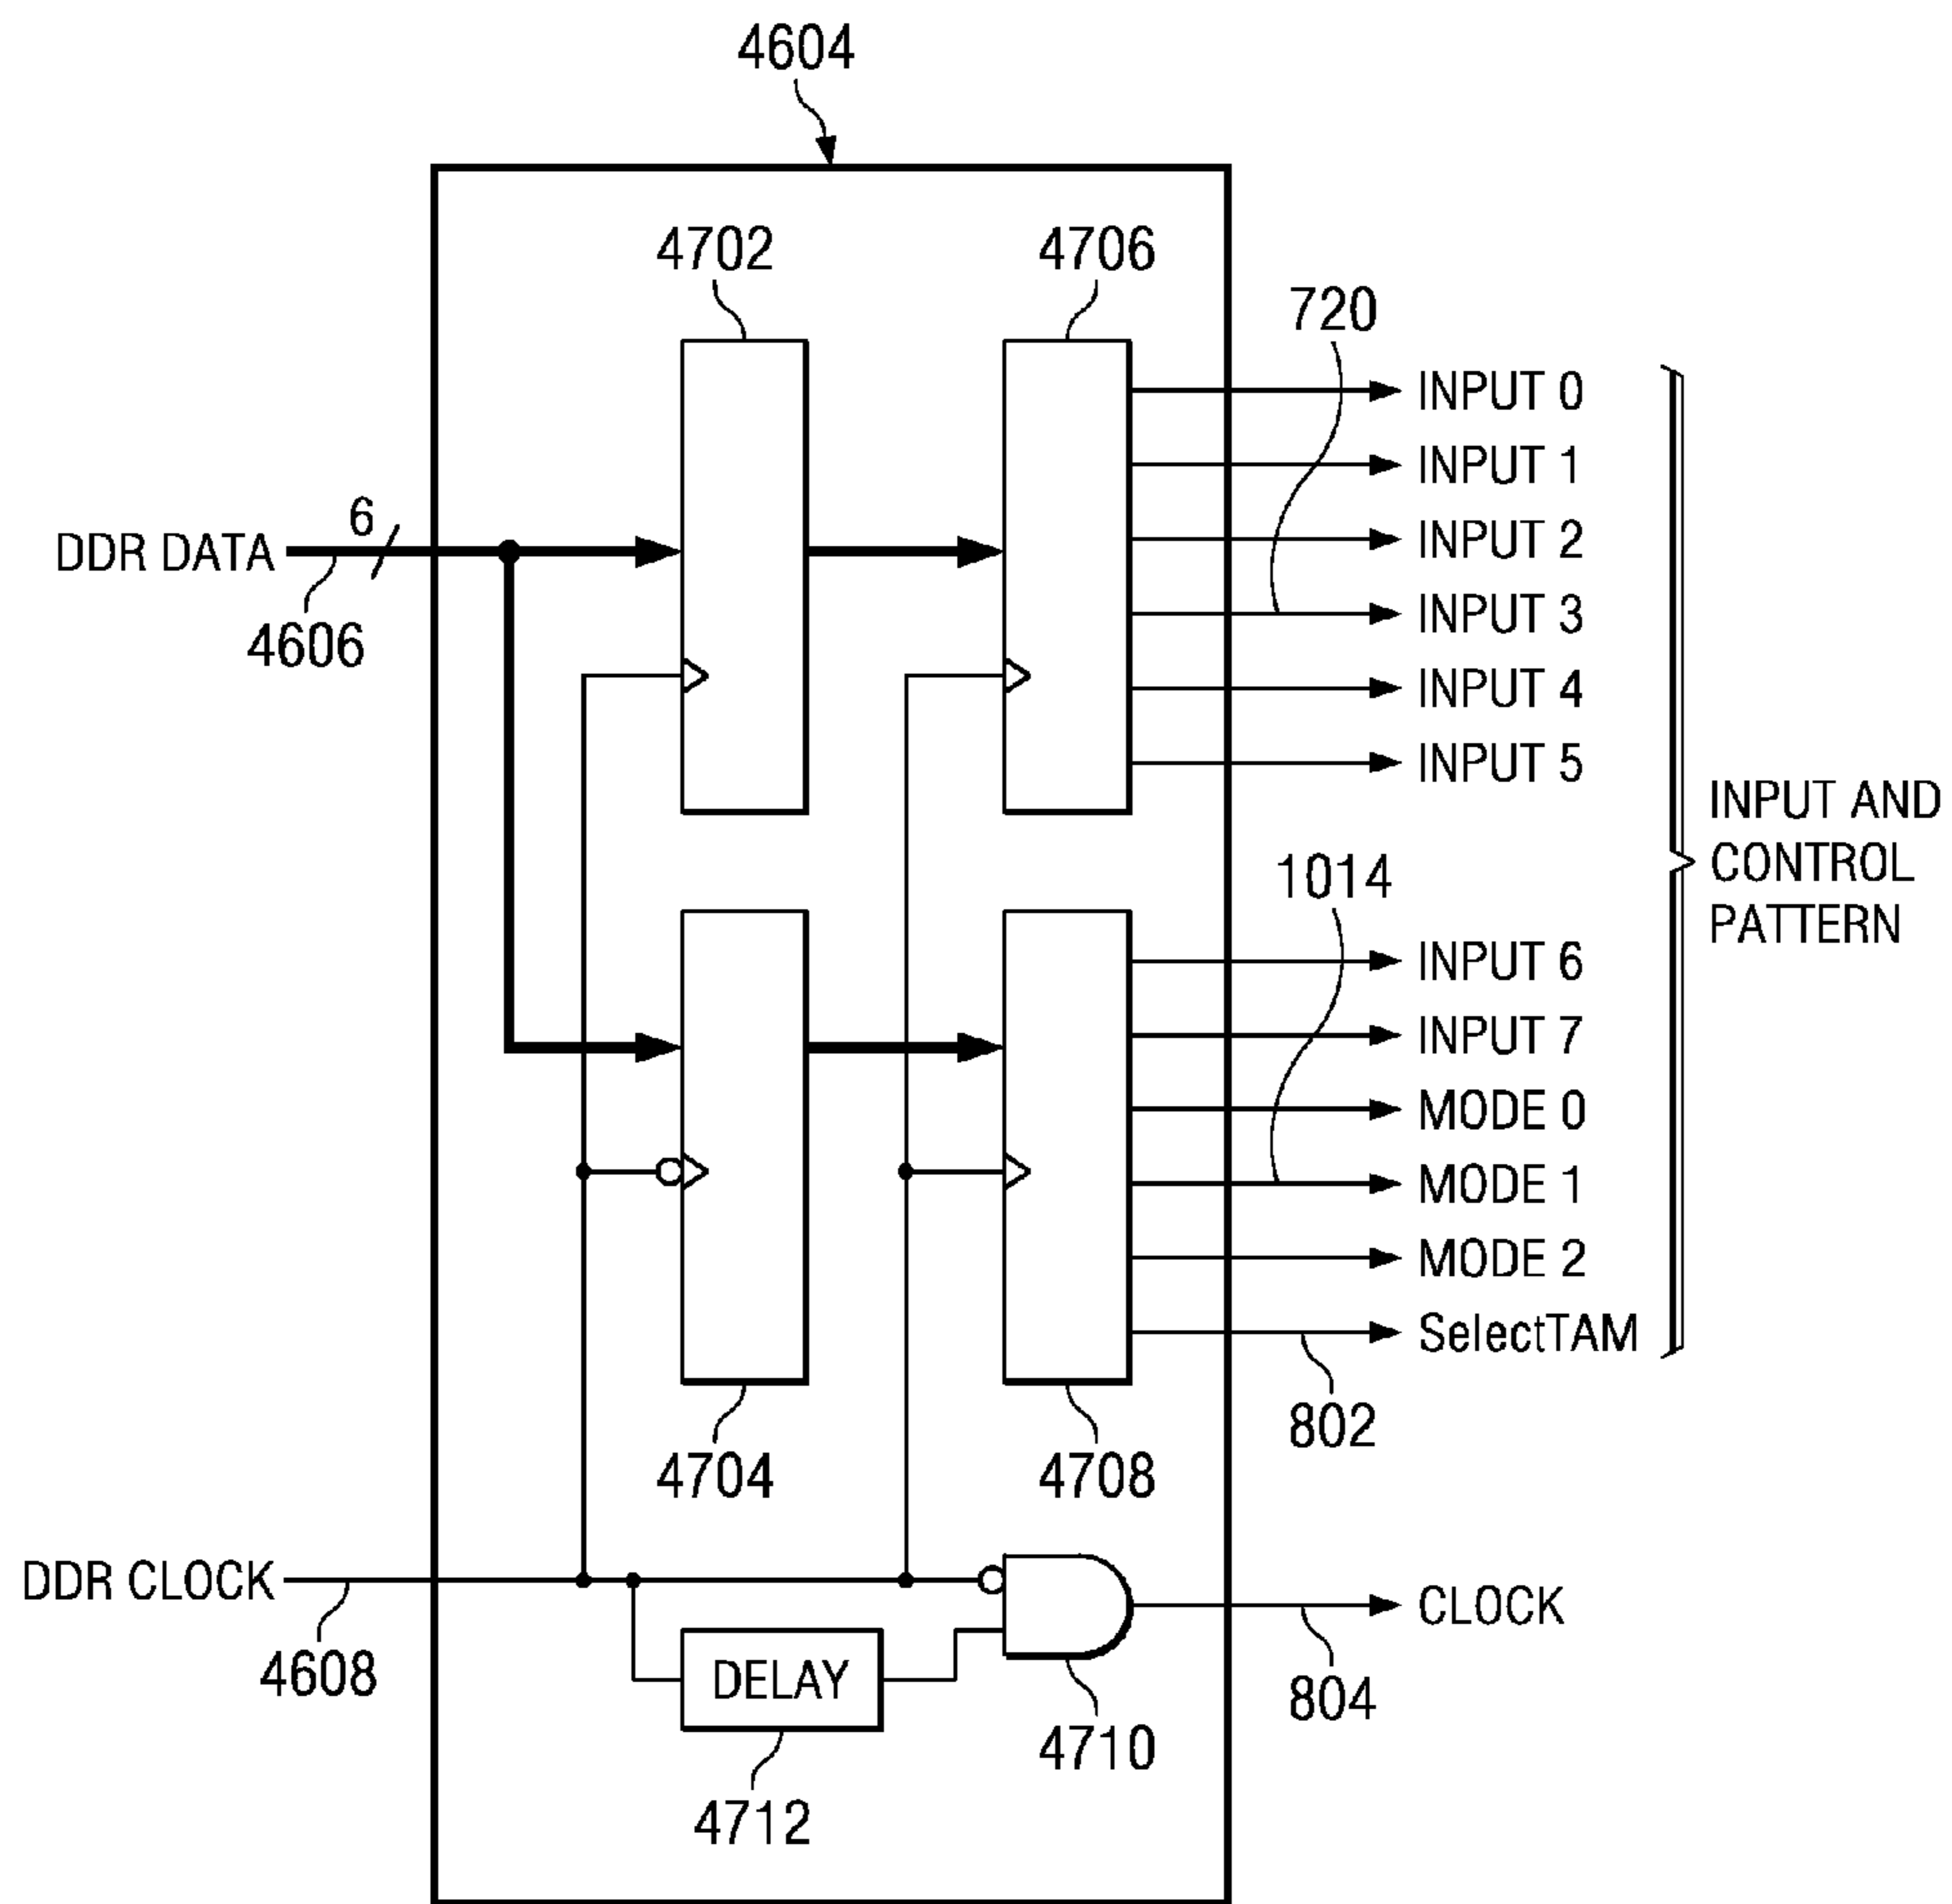 4604
4702
4706
720
INPUT 0
INPUT 1
6
INPUT 2
DDR DATA
INPUT 3
4606
INPUT 4
INPUT 5
INPUT AND
CONTROL
PATTERN
1014
INPUT 6
INPUT 7
MODE 0
MODE 1
MODE 2
SelectTAM
802
4704
4708
DDR CLOCK
CLOCK
4608
DELAY
804
4710
4712